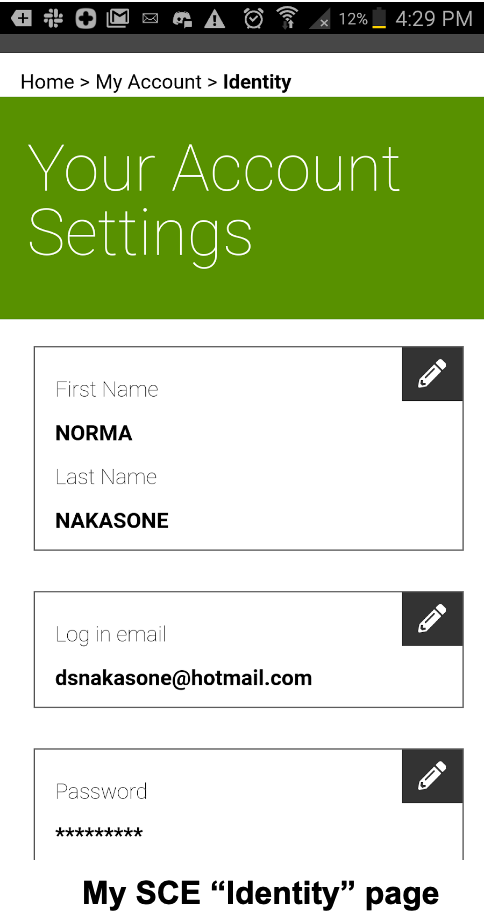 12% 4:29 PM
Home > My Account > Identity
Your Account
Settings
First Name
NORMA
Last Name
NAKASONE
Log in email
dsnakasone@hotmail.com
Password
*********
My SCE “Identity” page